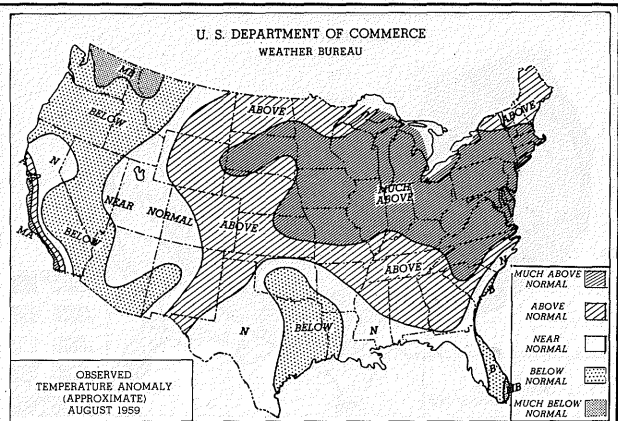 U. S. DEPARTMENT OF COMMERCE
WEATHER BUREAU
MB
BELOW
ABOVE
ABOVE
A
N
MUCH
ABOVE
NEAR NORMAL
MA
BELOW
ABOVE
ABOVE
N
B
N
BELOW
N
B
MB
MUCH ABOVE
NORMAL
ABOVE
NORMAL
NEAR
NORMAL
BELOW
NORMAL
MUCH BELOW
NORMAL
OBSERVED
TEMPERATURE ANOMALY
(APPROXIMATE)
AUGUST 1959